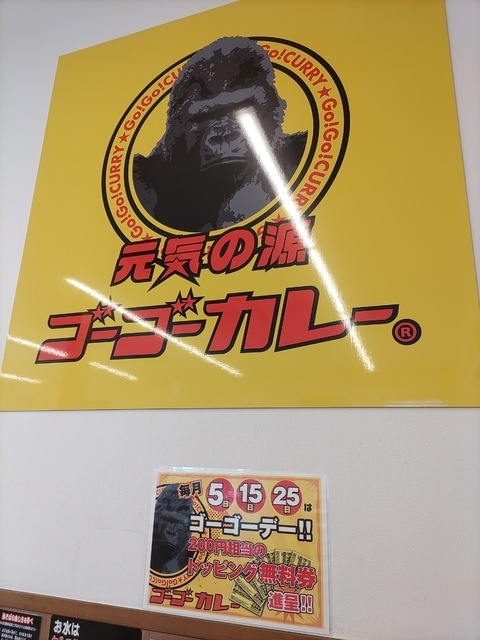 Go!Go!CURRY★Go!Go!CURRY★Go!Go!CURRY
元気の源
ゴーゴーカレー®
毎月5日15日25日は
ゴーゴーデー!!
200円相当の
トッピング無料券
ゴーゴーカレー 進呈!!
お水は